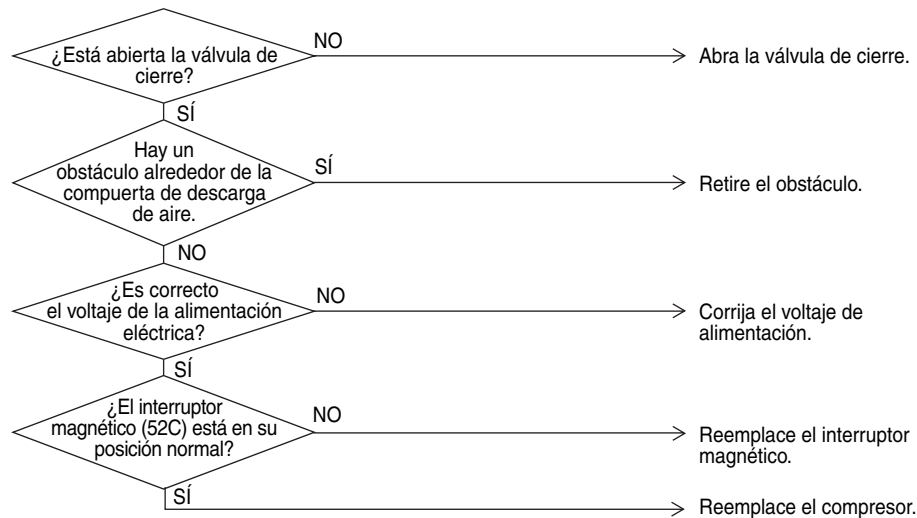 ¿Está abierta la válvula de
cierre?
NO
Abra la válvula de cierre.
SÍ
Hay un
obstáculo alrededor de la
compuerta de descarga
de aire.
SÍ
Retire el obstáculo.
NO
¿Es correcto
el voltaje de la alimentación
eléctrica?
NO
Corrija el voltaje de
alimentación.
SÍ
¿El interruptor
magnético (52C) está en su
posición normal?
NO
Reemplace el interruptor
magnético.
SÍ
Reemplace el compresor.